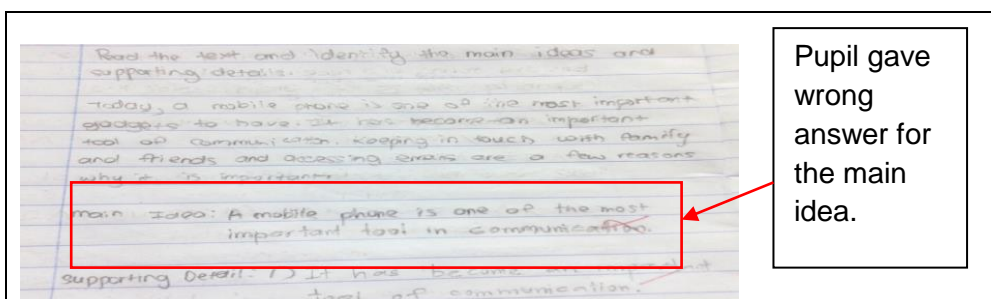 Read the text and identify the main ideas and
supporting details.
Today, a mobile phone is one of the most important
gadgets to have. It has become an important
tool of communication. Keeping in touch with family
and friends and accessing emails are a few reasons
why it is important.
main Idea: A mobile phone is one of the most
important tool in communication.
supporting Detail: 1) It has become an important
tool of communication.
Pupil gave
wrong
answer for
the main
idea.